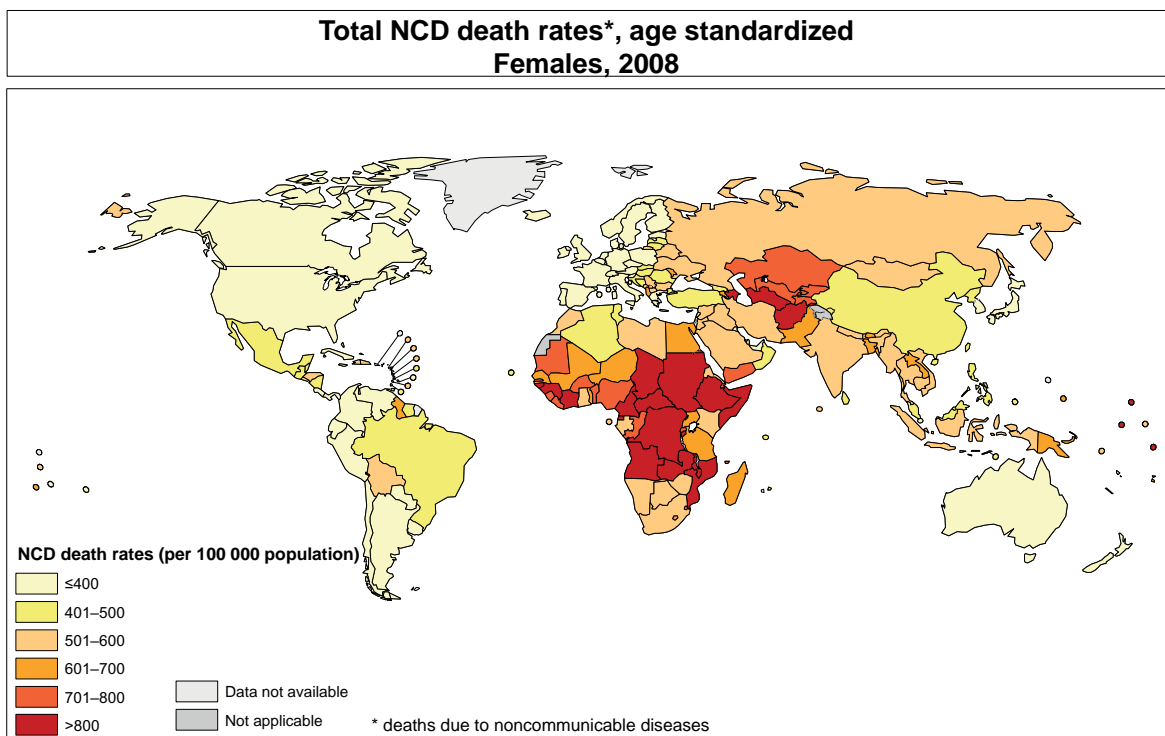 Total NCD death rates*, age standardized
Females, 2008
NCD death rates (per 100 000 population)
≤400
401–500
501–600
601–700
701–800
>800
Data not available
Not applicable
* deaths due to noncommunicable diseases